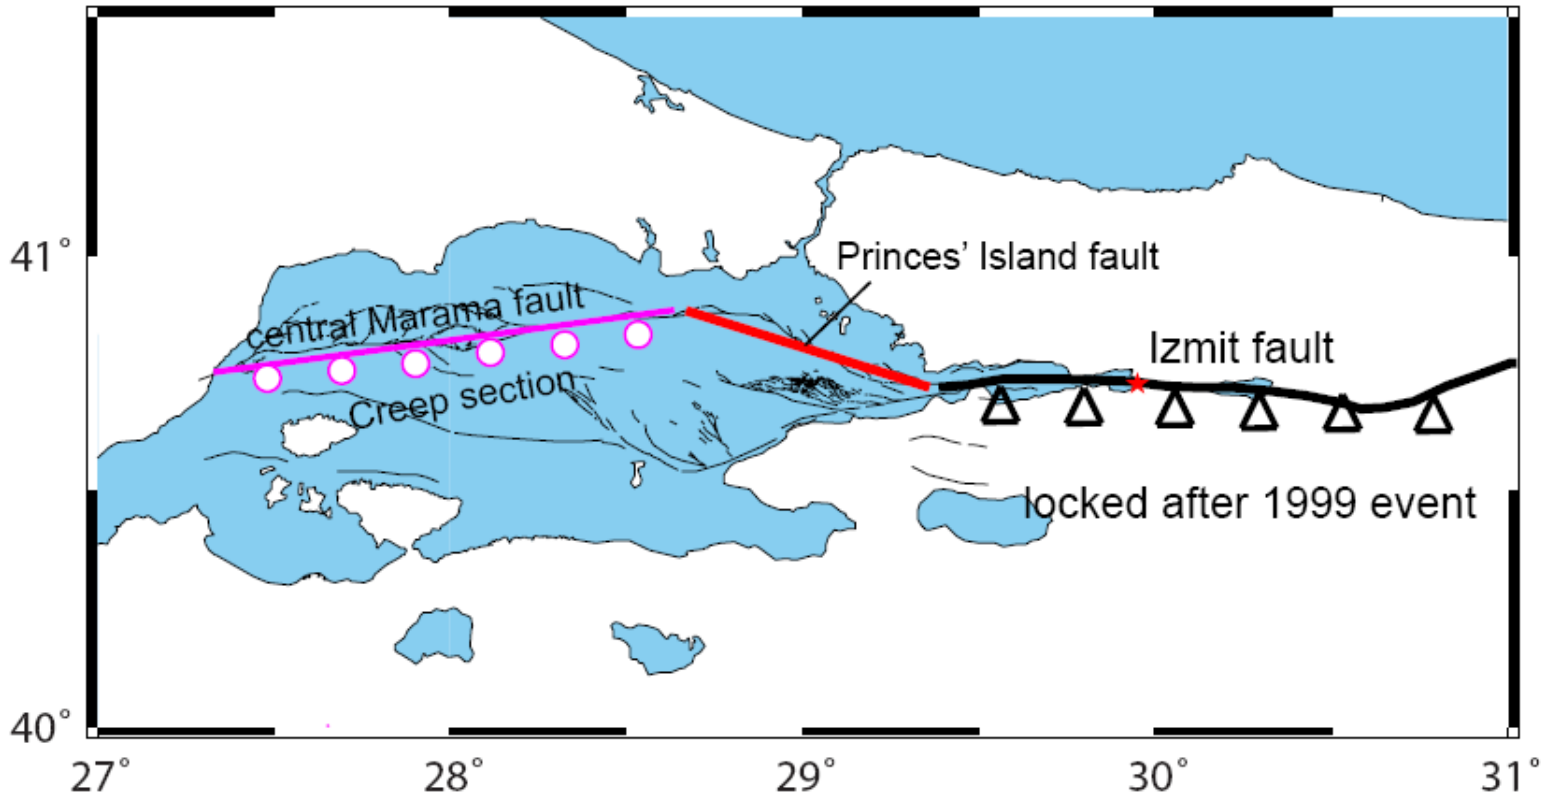 41°
Princes' Island fault
central Marama fault
Izmit fault
Creep section
locked after 1999 event
40°
27° 28° 29° 30° 31°